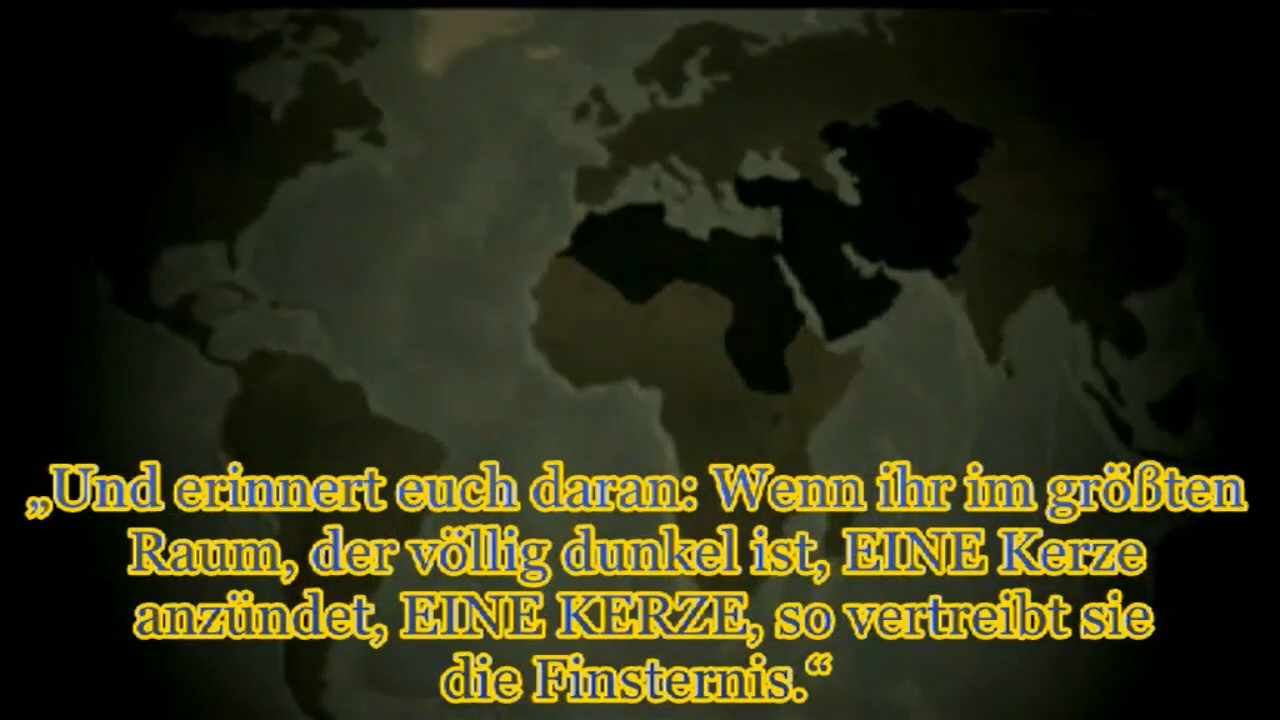 „Und erinnert euch daran: Wenn ihr im größten
Raum, der völlig dunkel ist, EINE Kerze
anzündet, EINE KERZE, so vertreibt sie
die Finsternis.“